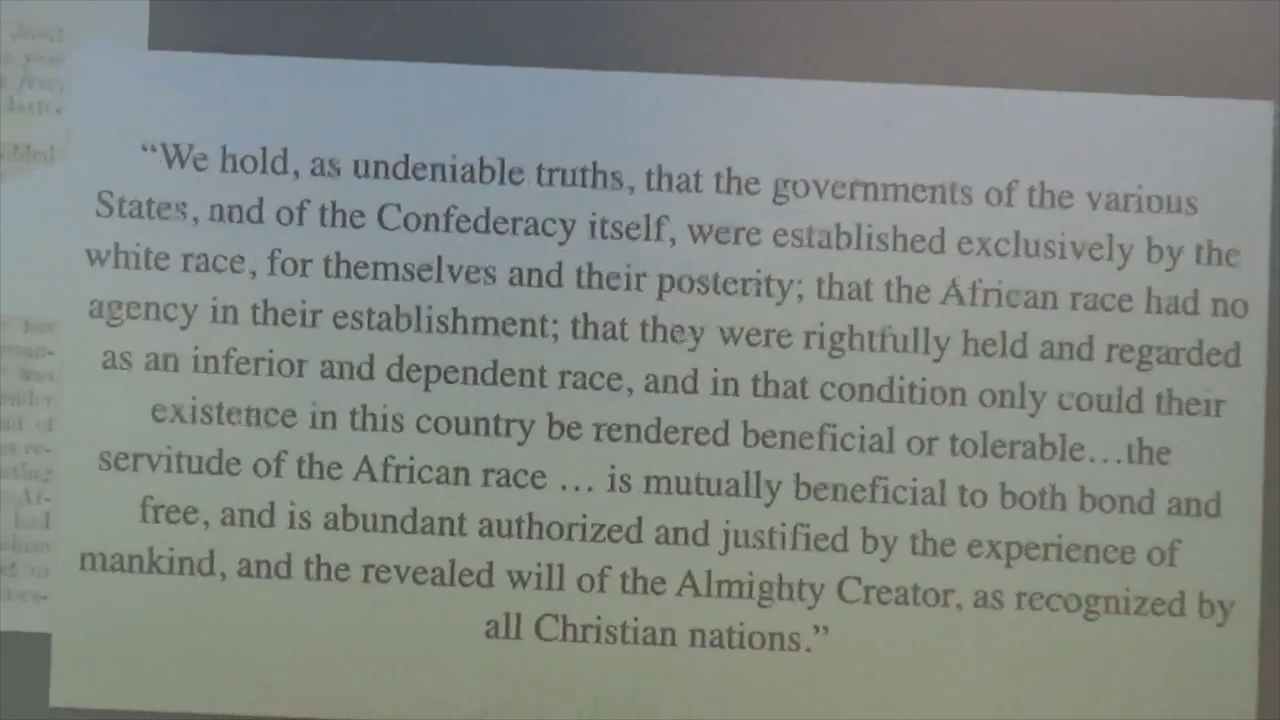 “We hold, as undeniable truths, that the governments of the various
States, and of the Confederacy itself, were established exclusively by the
white race, for themselves and their posterity; that the African race had no
agency in their establishment; that they were rightfully held and regarded
as an inferior and dependent race, and in that condition only could their
existence in this country be rendered beneficial or tolerable…the
servitude of the African race … is mutually beneficial to both bond and
free, and is abundant authorized and justified by the experience of
mankind, and the revealed will of the Almighty Creator, as recognized by
all Christian nations.”